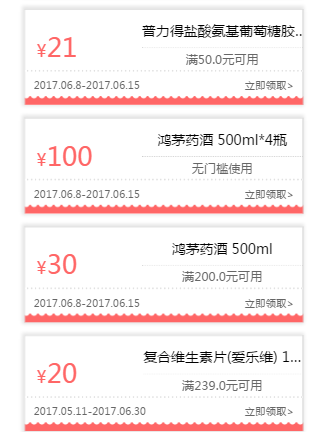 普力得盐酸氨基葡萄糖胶...
¥21
满50.0元可用
2017.06.8-2017.06.15 立即领取>
鸿茅药酒 500ml*4瓶
¥100
无门槛使用
2017.06.8-2017.06.15 立即领取>
鸿茅药酒 500ml
¥30
满200.0元可用
2017.06.8-2017.06.15 立即领取>
复合维生素片(爱乐维) 1...
¥20
满239.0元可用
2017.05.11-2017.06.30 立即领取>